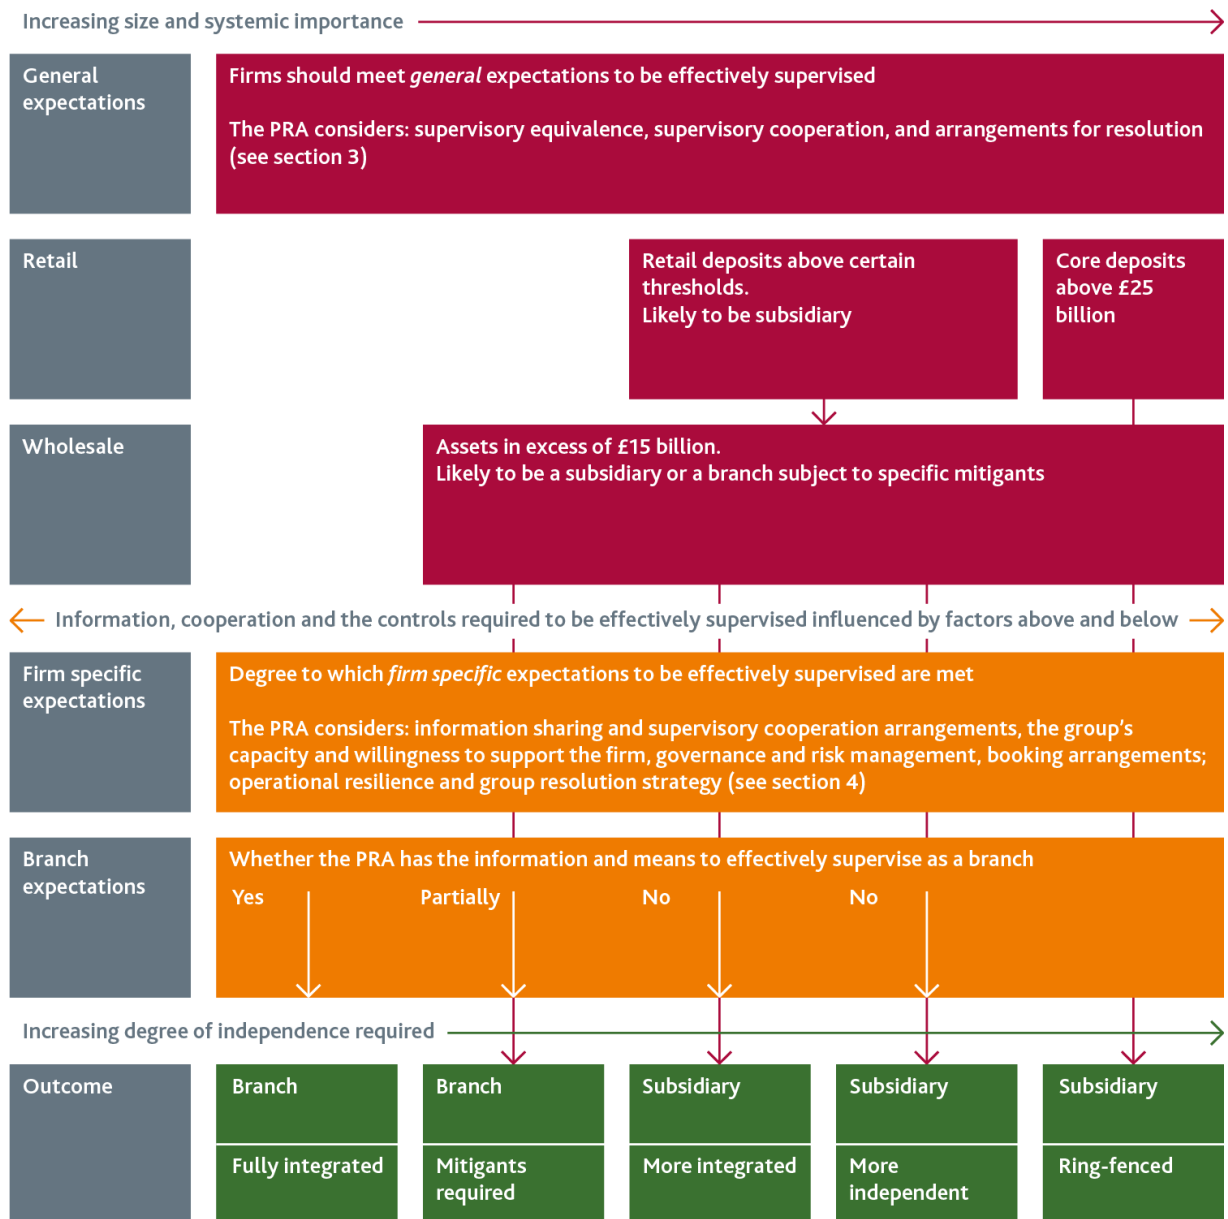 Increasing size and systemic importance
General
expectations
Firms should meet general expectations to be effectively supervised
The PRA considers: supervisory equivalence, supervisory cooperation, and arrangements for resolution
(see section 3)
Retail
Retail deposits above certain
thresholds.
Likely to be subsidiary
Core deposits
above £25
billion
Wholesale
Assets in excess of £15 billion.
Likely to be a subsidiary or a branch subject to specific mitigants
Information, cooperation and the controls required to be effectively supervised influenced by factors above and below
Firm specific
expectations
Degree to which firm specific expectations to be effectively supervised are met
The PRA considers: information sharing and supervisory cooperation arrangements, the group's
capacity and willingness to support the firm, governance and risk management, booking arrangements;
operational resilience and group resolution strategy (see section 4)
Branch
expectations
Whether the PRA has the information and means to effectively supervise as a branch
Yes
Partially
No
No
Increasing degree of independence required
Outcome
Branch
Fully integrated
Branch
Mitigants
required
Subsidiary
More integrated
Subsidiary
More
independent
Subsidiary
Ring-fenced